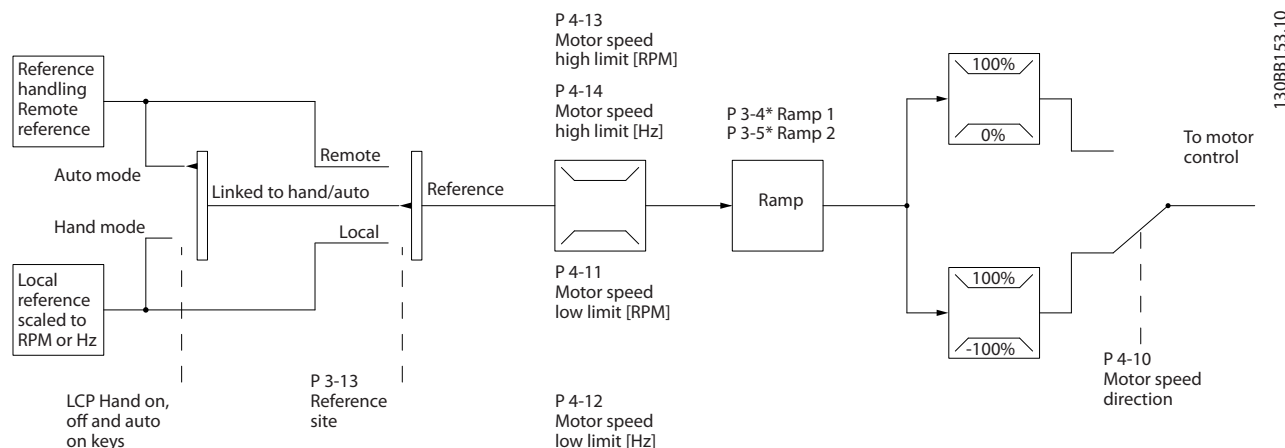 Reference
handling
Remote
reference
Auto mode
Hand mode
Local
reference
scaled to
RPM or Hz
LCP Hand on,
off and auto
on keys
Linked to hand/auto
Remote
Local
P 3-13
Reference
site
Reference
P 4-13
Motor speed
high limit [RPM]
P 4-14
Motor speed
high limit [Hz]
P 4-11
Motor speed
low limit [RPM]
P 4-12
Motor speed
low limit [Hz]
P 3-4* Ramp 1
P 3-5* Ramp 2
Ramp
100%
0%
100%
-100%
To motor
control
P 4-10
Motor speed
direction
130BB153.10